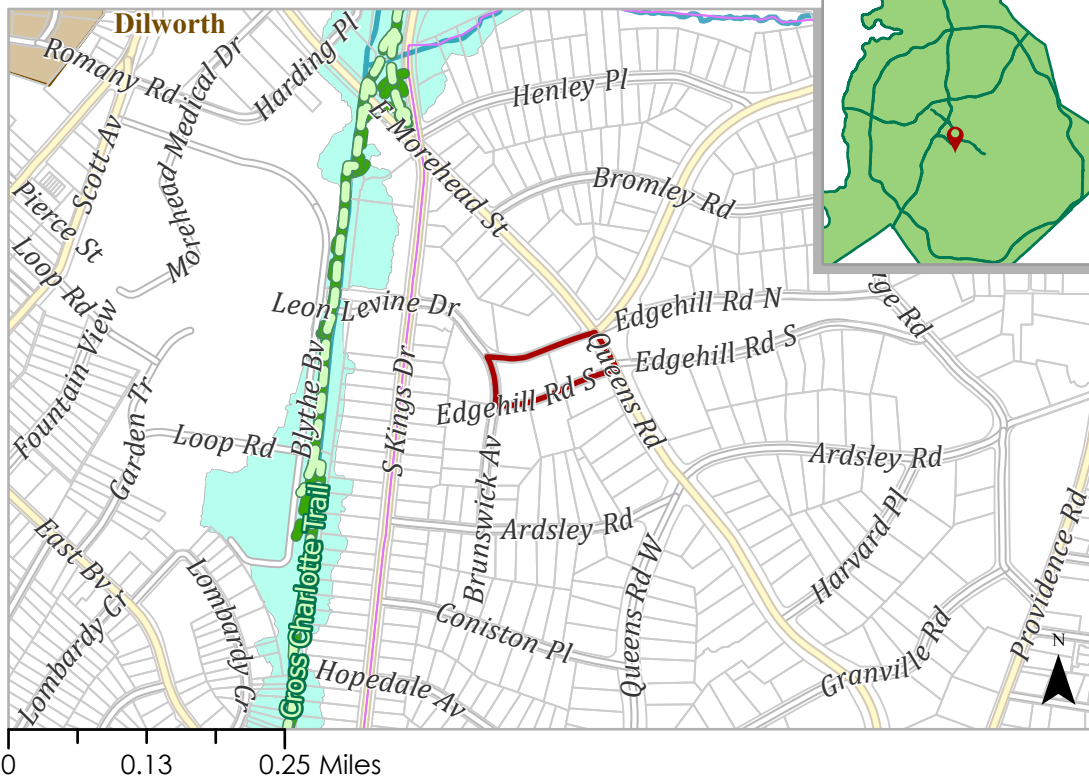 Dilworth
Romany Rd
Morehead Medical Dr
Harding Pl
Scott Av
Pierce St
Loop Rd
Fountain View
Garden Tr
Loop Rd
East Bv
Lombardy Cr
Lombardy Cr
Blythe Bv
Cross Charlotte Trail
Leon Levine Dr
S Kings Dr
E Morehead St
Henley Pl
Bromley Rd
Edgehill Rd N
Edgehill Rd S
Edgehill Rd S
Queens Rd
Brunswick Av
Ardsley Rd
Ardsley Rd
Queens Rd W
Coniston Pl
Hopedale Av
Harvard Pl
Granville Rd
Providence Rd
Rd
N
0
0.13
0.25 Miles